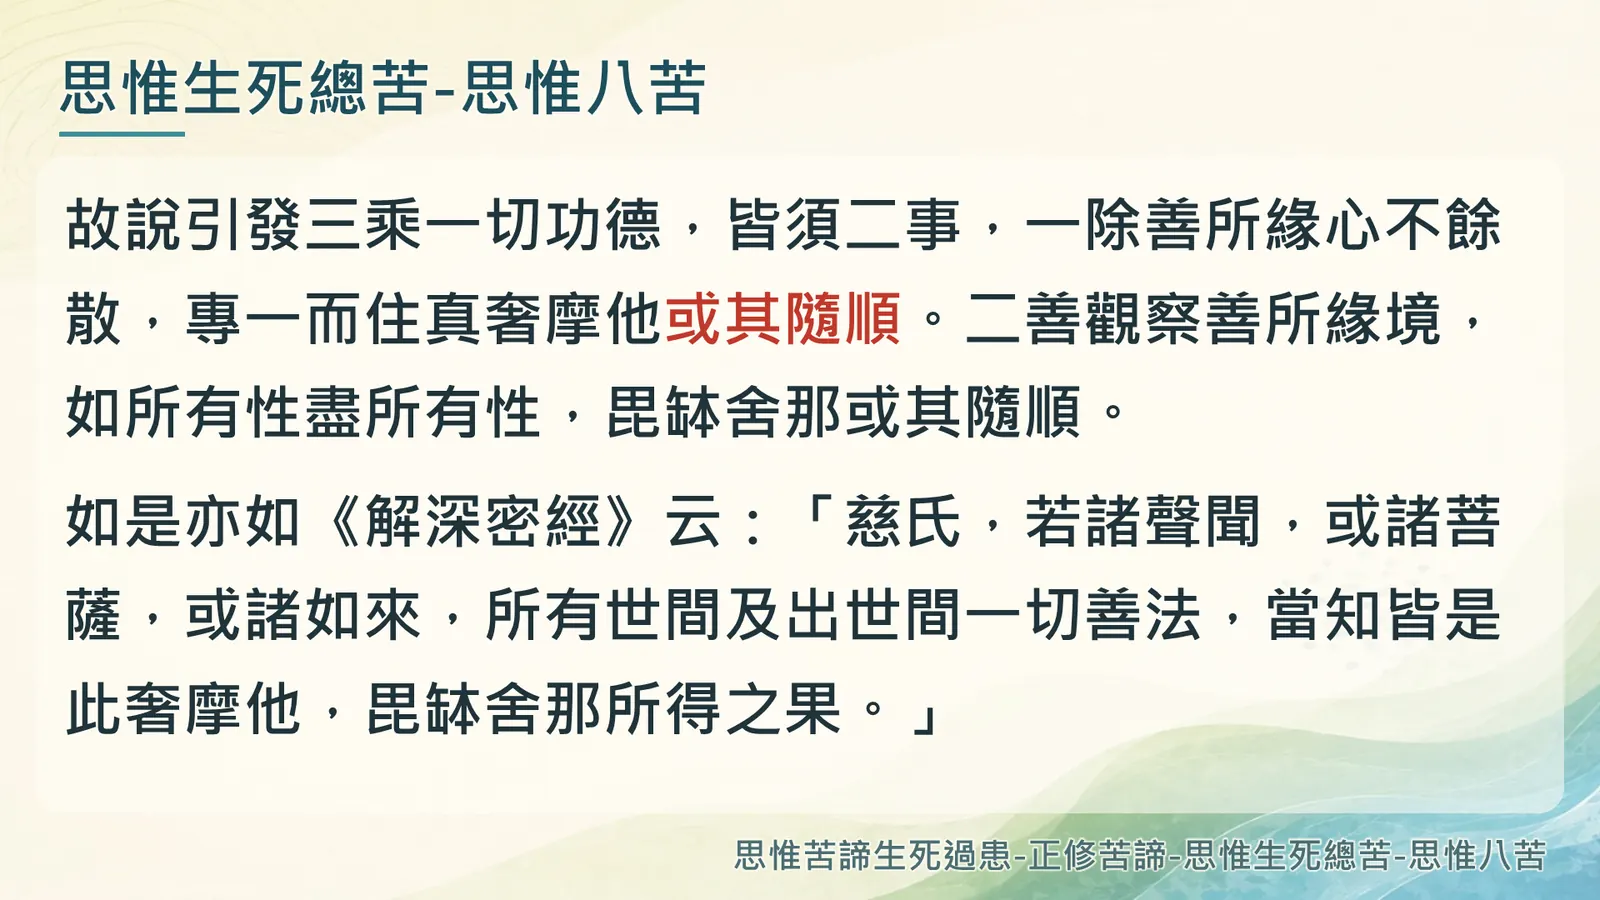 思惟生死總苦-思惟八苦
故說引發三乘一切功德，皆須二事，一除善所緣心不餘
散，專一而住真奢摩他或其隨順。二善觀察善所緣境，
如所有性盡所有性，毘缽舍那或其隨順。
如是亦如《解深密經》云：「慈氏，若諸聲聞，或諸菩
薩，或諸如來，所有世間及出世間一切善法，當知皆是
此奢摩他，毘缽舍那所得之果。」
思惟苦諦生死過患-正修苦諦-思惟生死總苦-思惟八苦